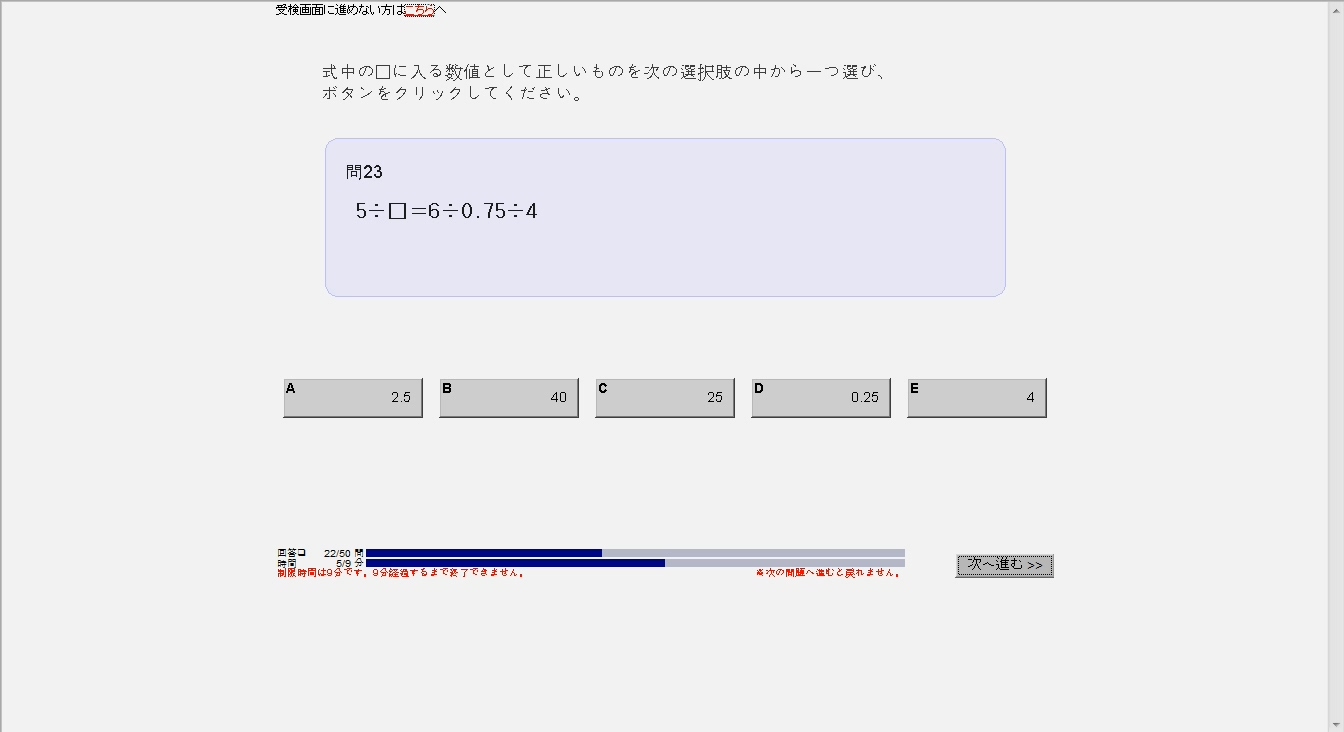 受検画面に進めない方はこちらへ
式中の□に入る数値として正しいものを次の選択肢の中から一つ選び、
ボタンをクリックしてください。
問23
5÷□=6÷0.75÷4
A 2.5
B 40
C 25
D 0.25
E 4
回答口 22/50 問
時間 5/9 分
制限時間は9分です。9分経過するまで終了できません。
※次の問題へ進むと戻れません。
次へ進む >>